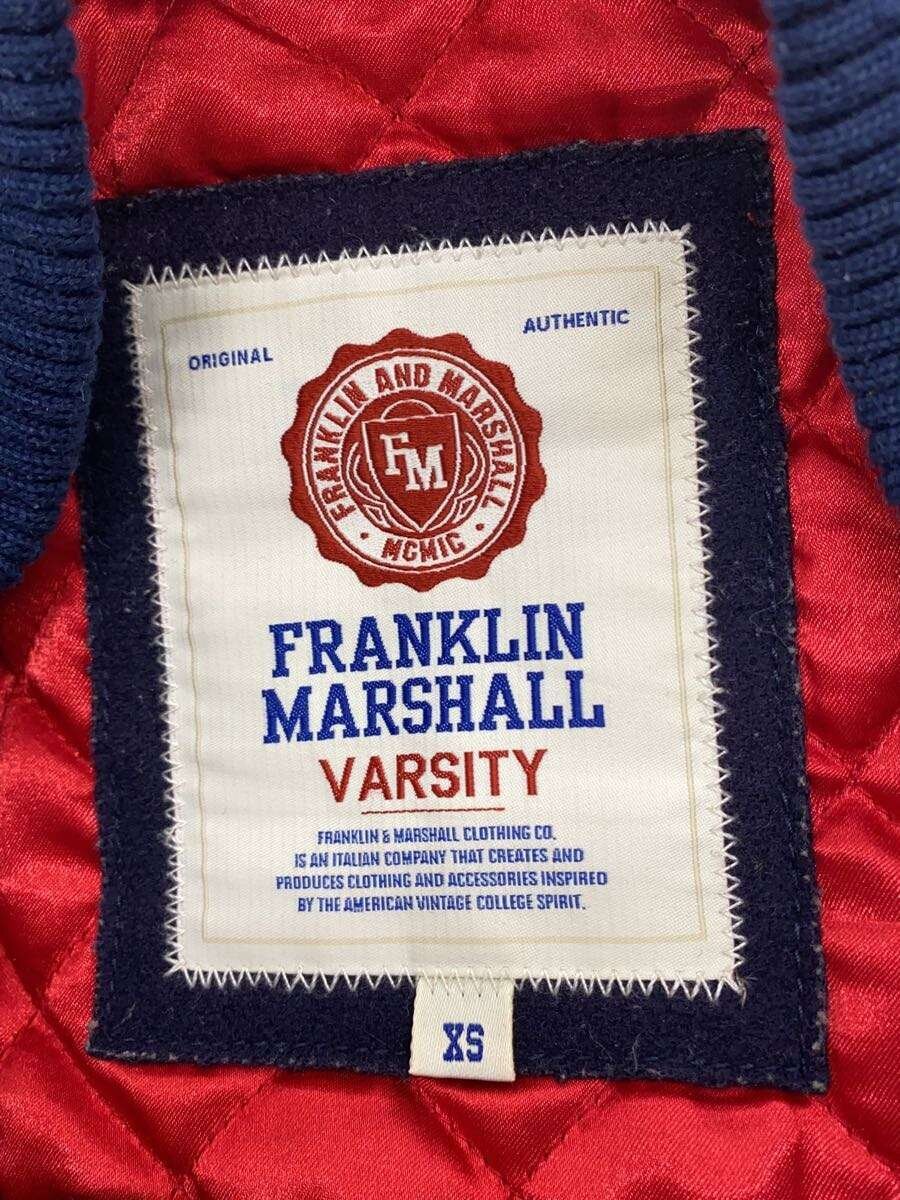 ORIGINAL
AUTHENTIC
FRANKLIN AND MARSHALL
FM
· MCMIC ·
FRANKLIN
MARSHALL
VARSITY
FRANKLIN & MARSHALL CLOTHING CO.
IS AN ITALIAN COMPANY THAT CREATES AND
PRODUCES CLOTHING AND ACCESSORIES INSPIRED
BY THE AMERICAN VINTAGE COLLEGE SPIRIT.
XS